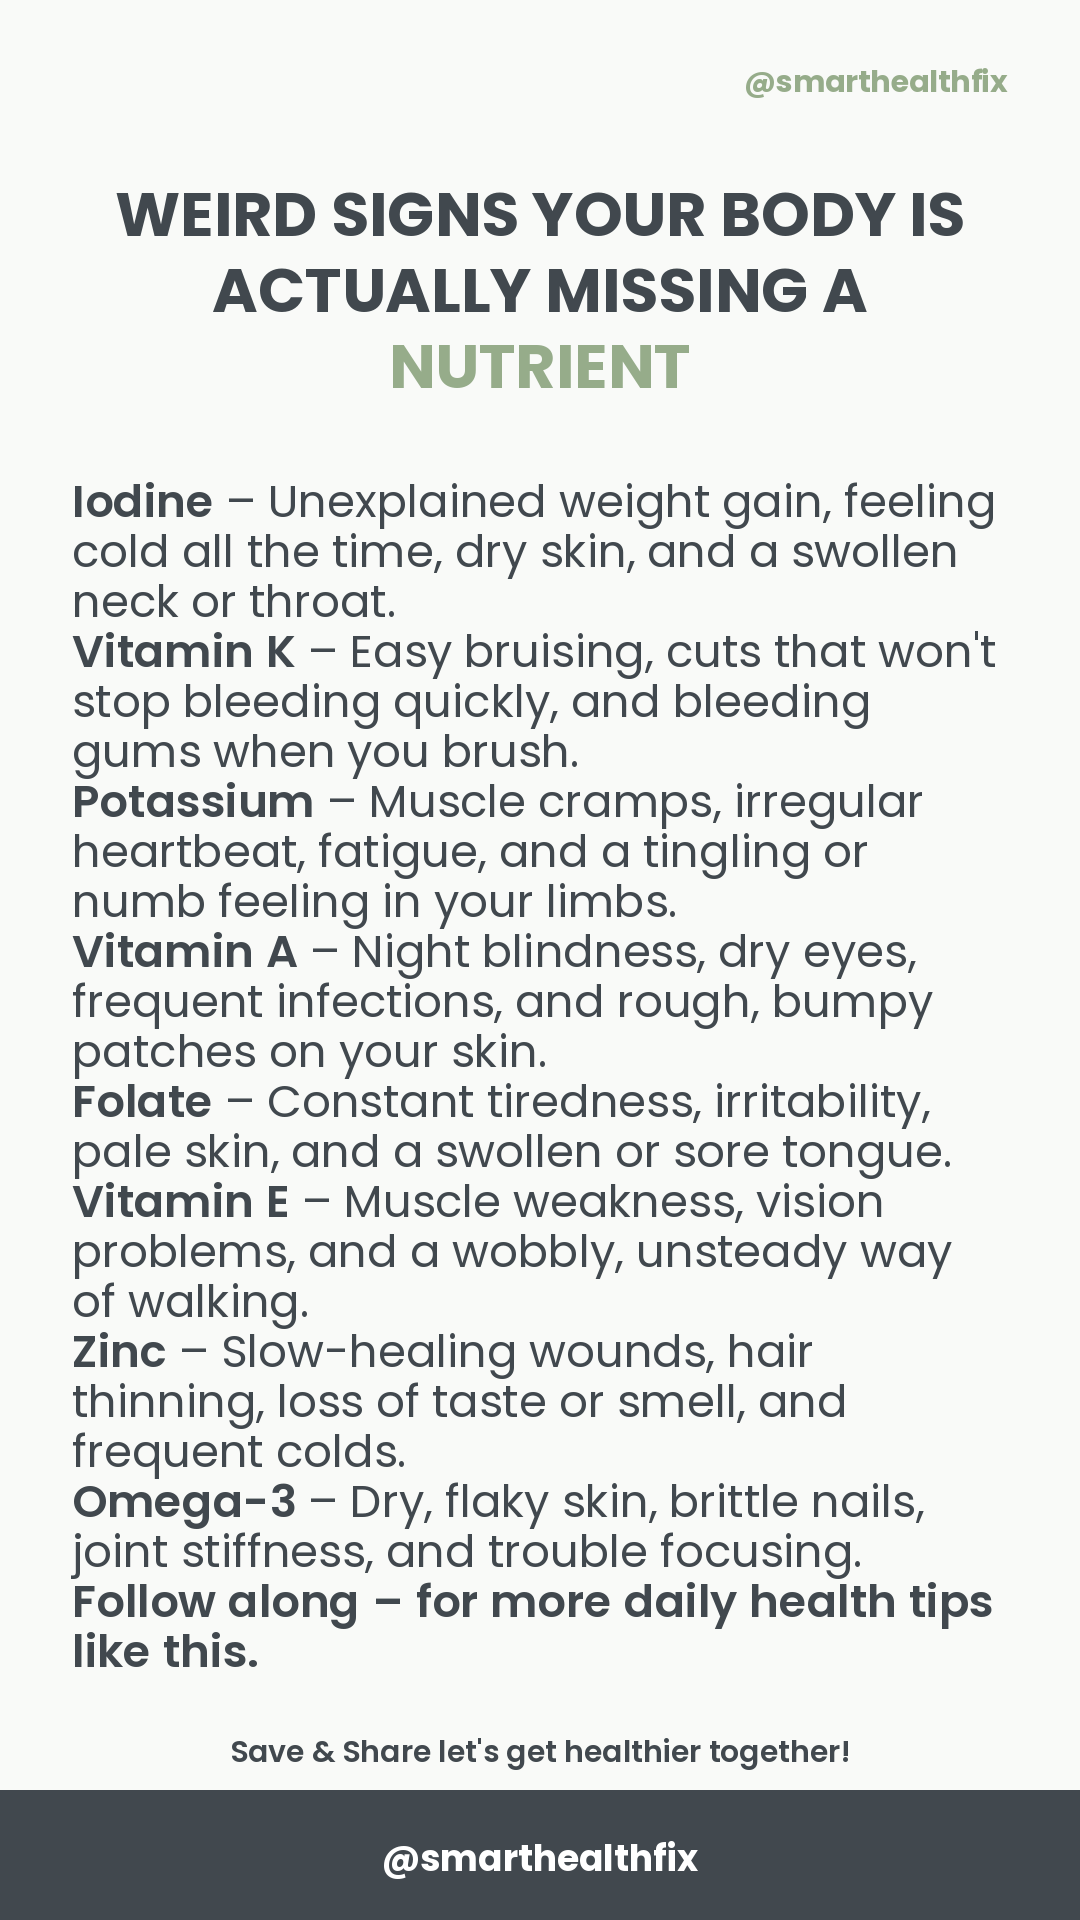 @smarthealthfix
WEIRD SIGNS YOUR BODY IS
ACTUALLY MISSING A
NUTRIENT
Iodine – Unexplained weight gain, feeling
cold all the time, dry skin, and a swollen
neck or throat.
Vitamin K – Easy bruising, cuts that won't
stop bleeding quickly, and bleeding
gums when you brush.
Potassium – Muscle cramps, irregular
heartbeat, fatigue, and a tingling or
numb feeling in your limbs.
Vitamin A – Night blindness, dry eyes,
frequent infections, and rough, bumpy
patches on your skin.
Folate – Constant tiredness, irritability,
pale skin, and a swollen or sore tongue.
Vitamin E – Muscle weakness, vision
problems, and a wobbly, unsteady way
of walking.
Zinc – Slow-healing wounds, hair
thinning, loss of taste or smell, and
frequent colds.
Omega-3 – Dry, flaky skin, brittle nails,
joint stiffness, and trouble focusing.
Follow along – for more daily health tips
like this.
Save & Share let's get healthier together!
@smarthealthfix